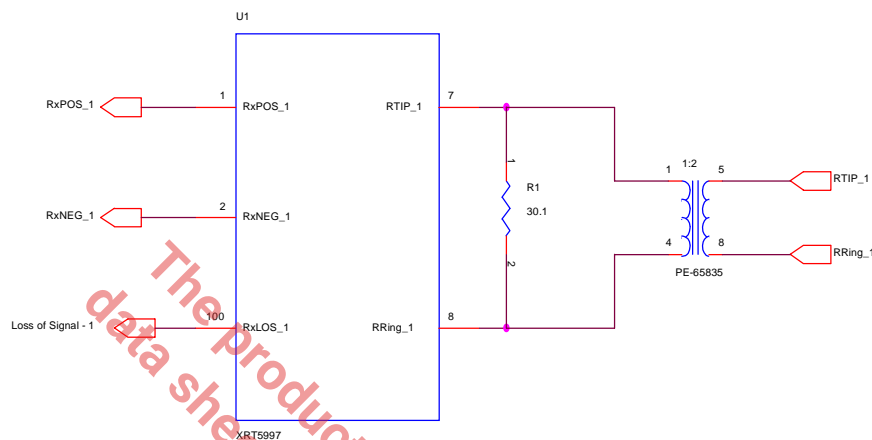 U1
RxPOS_1
1
RxPOS_1
RTIP_1
7
1
R1
30.1
2
1:2
1
5
RTIP_1
4
8
RRing_1
PE-65835
RxNEG_1
2
RxNEG_1
Loss of Signal - 1
100
RxLOS_1
RRing_1
8
XRT5997
The product
data she